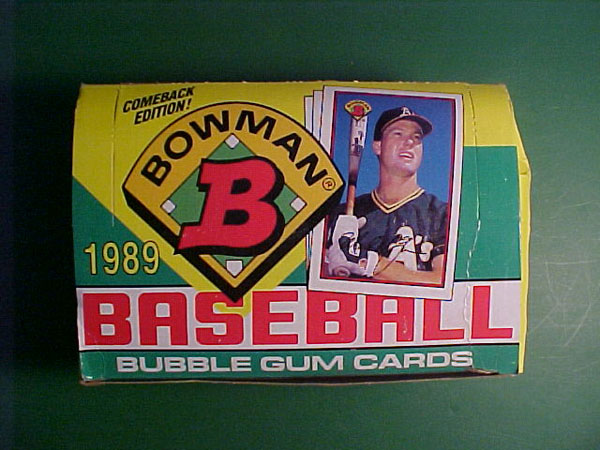 COMEBACK
EDITION!
BOWMAN®
B
1989
A's
BASEBALL
BUBBLE GUM CARDS